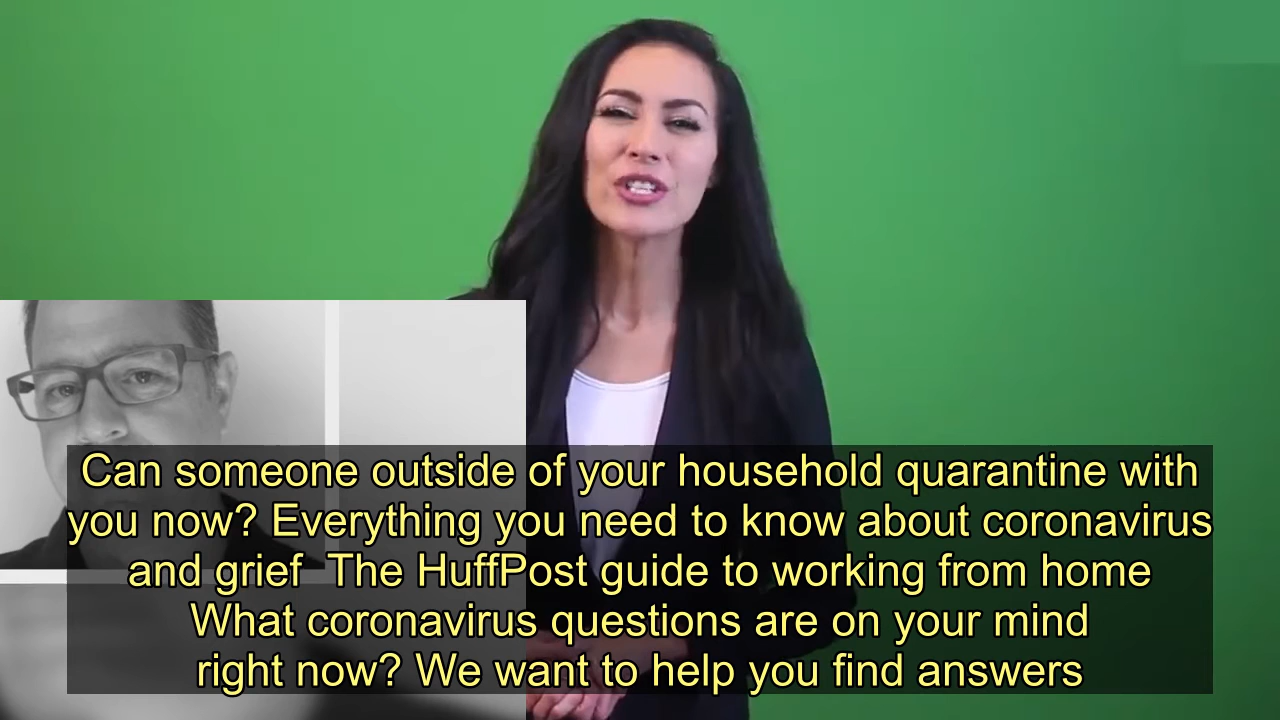 Can someone outside of your household quarantine with
you now? Everything you need to know about coronavirus
and grief  The HuffPost guide to working from home
What coronavirus questions are on your mind
right now? We want to help you find answers